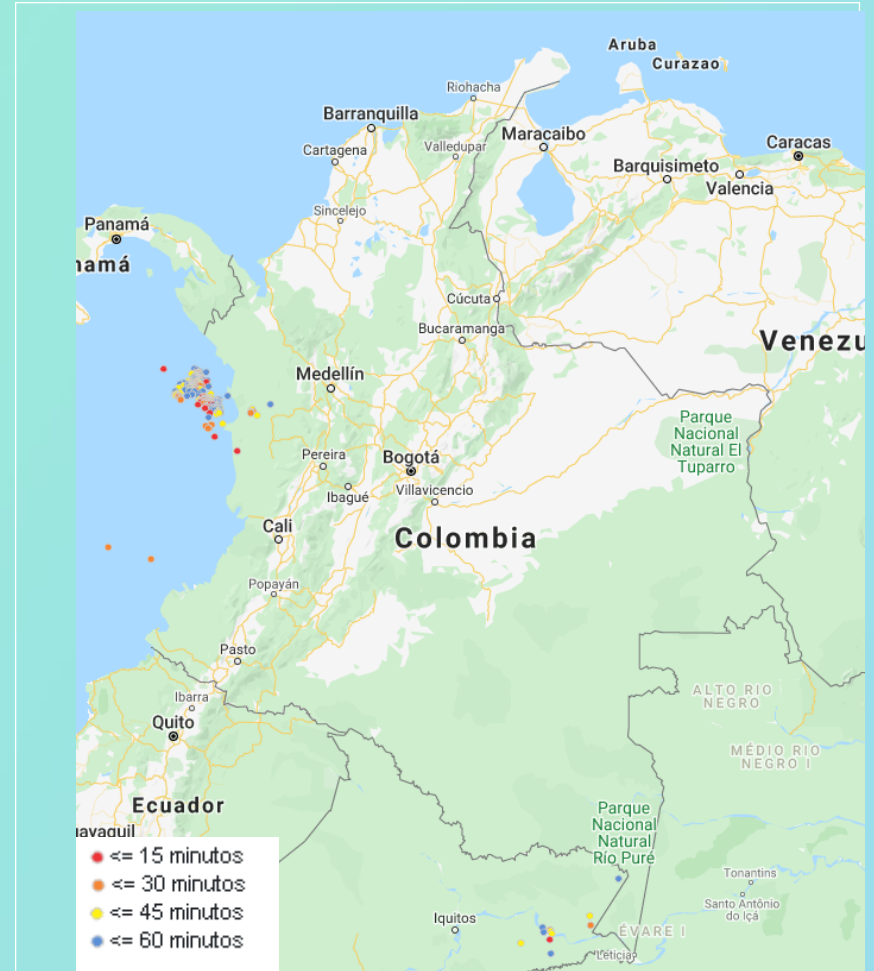 Aruba
Curazao
Riohacha
Barranquilla
Maracaibo
Caracas
Cartagena
Valledupar
Barquisimeto
Valencia
Sincelejo
Panamá
namá
Cúcuta
Bucaramanga
Venezu
Medellín
Parque
Nacional
Natural El
Tuparro
Pereira
Bogotá
Ibagué
Villavicencio
Cali
Colombia
Popayán
Pasto
Ibarra
ALTO RIO
NEGRO
Quito
MÉDIO RIO
NEGRO I
Ecuador
Parque
Nacional
Natural
Río Puré
ayaquil
<= 15 minutos
<= 30 minutos
<= 45 minutos
<= 60 minutos
Tonantins
Santo Antônio
do Içá
Iquitos
ÉVARE I
Leticia